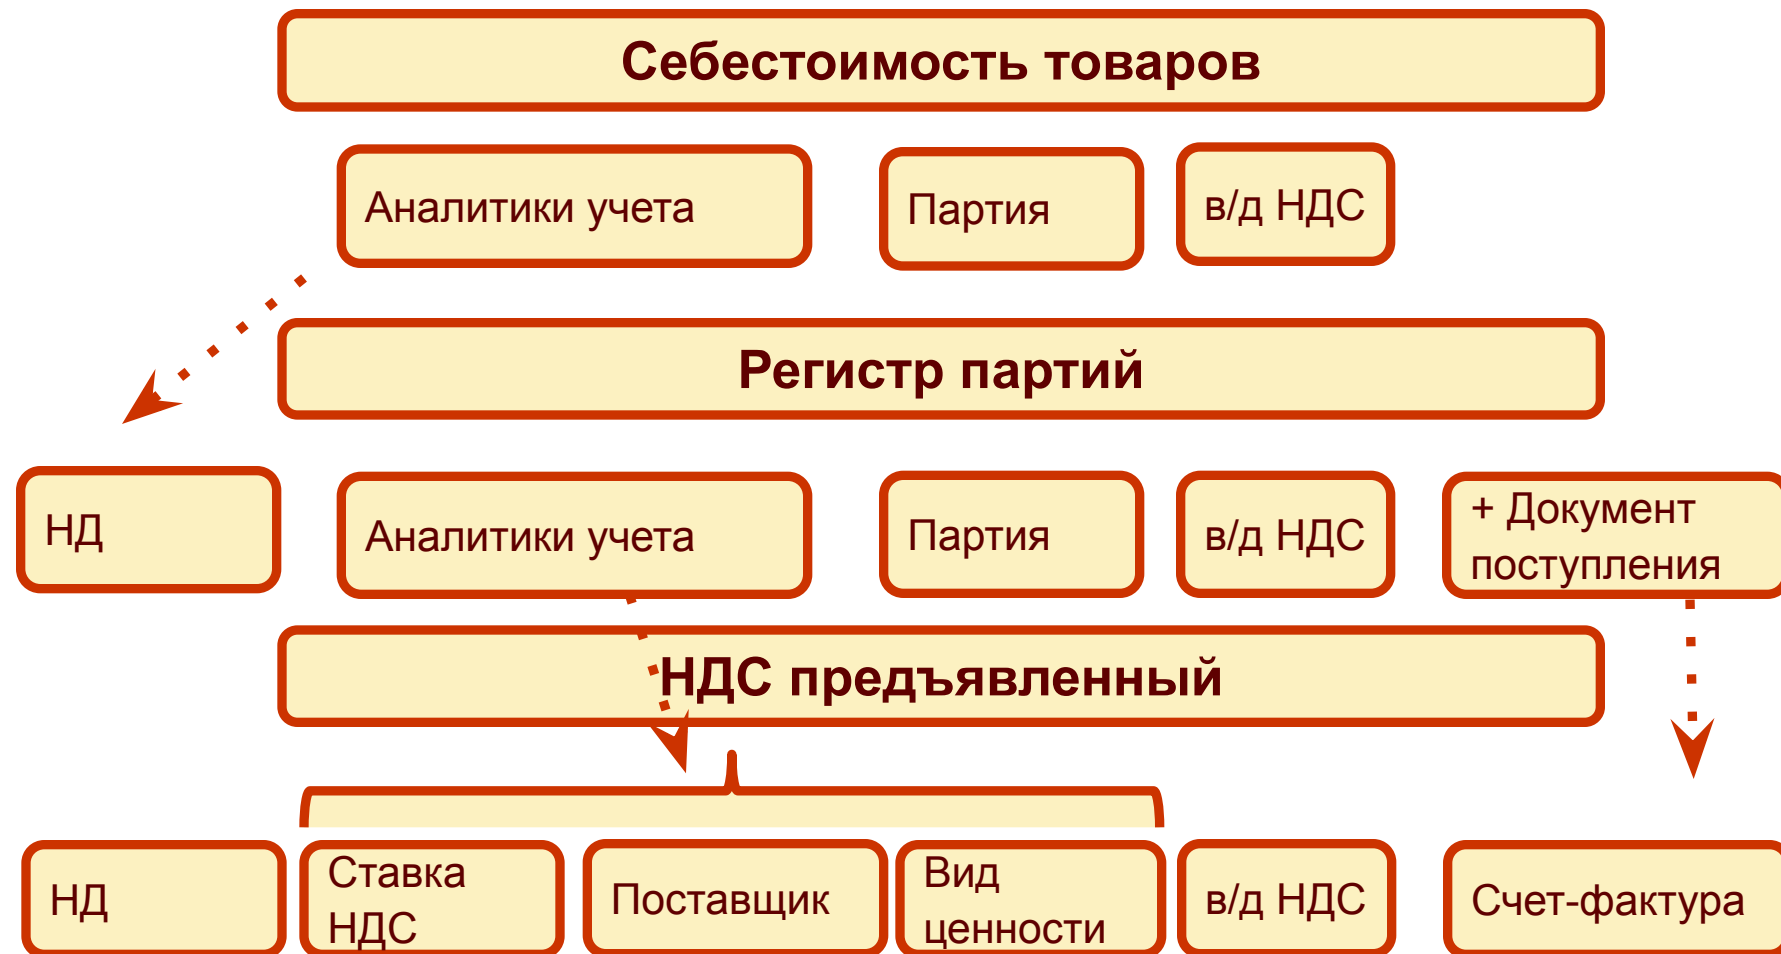 Себестоимость товаров
Аналитики учета
Партия
в/д НДС
Регистр партий
НД
Аналитики учета
Партия
в/д НДС
+ Документ
поступления
НДС предъявленный
НД
Ставка
НДС
Поставщик
Вид
ценности
в/д НДС
Счет-фактура